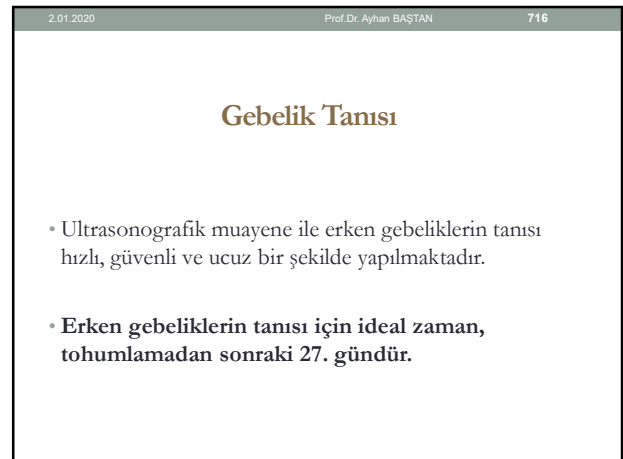 2.01.2020 Prof.Dr. Ayhan BAŞTAN 716
Gebelik Tanısı
• Ultrasonografik muayene ile erken gebeliklerin tanısı
hızlı, güvenli ve ucuz bir şekilde yapılmaktadır.
• Erken gebeliklerin tanısı için ideal zaman,
tohumlamadan sonraki 27. gündür.